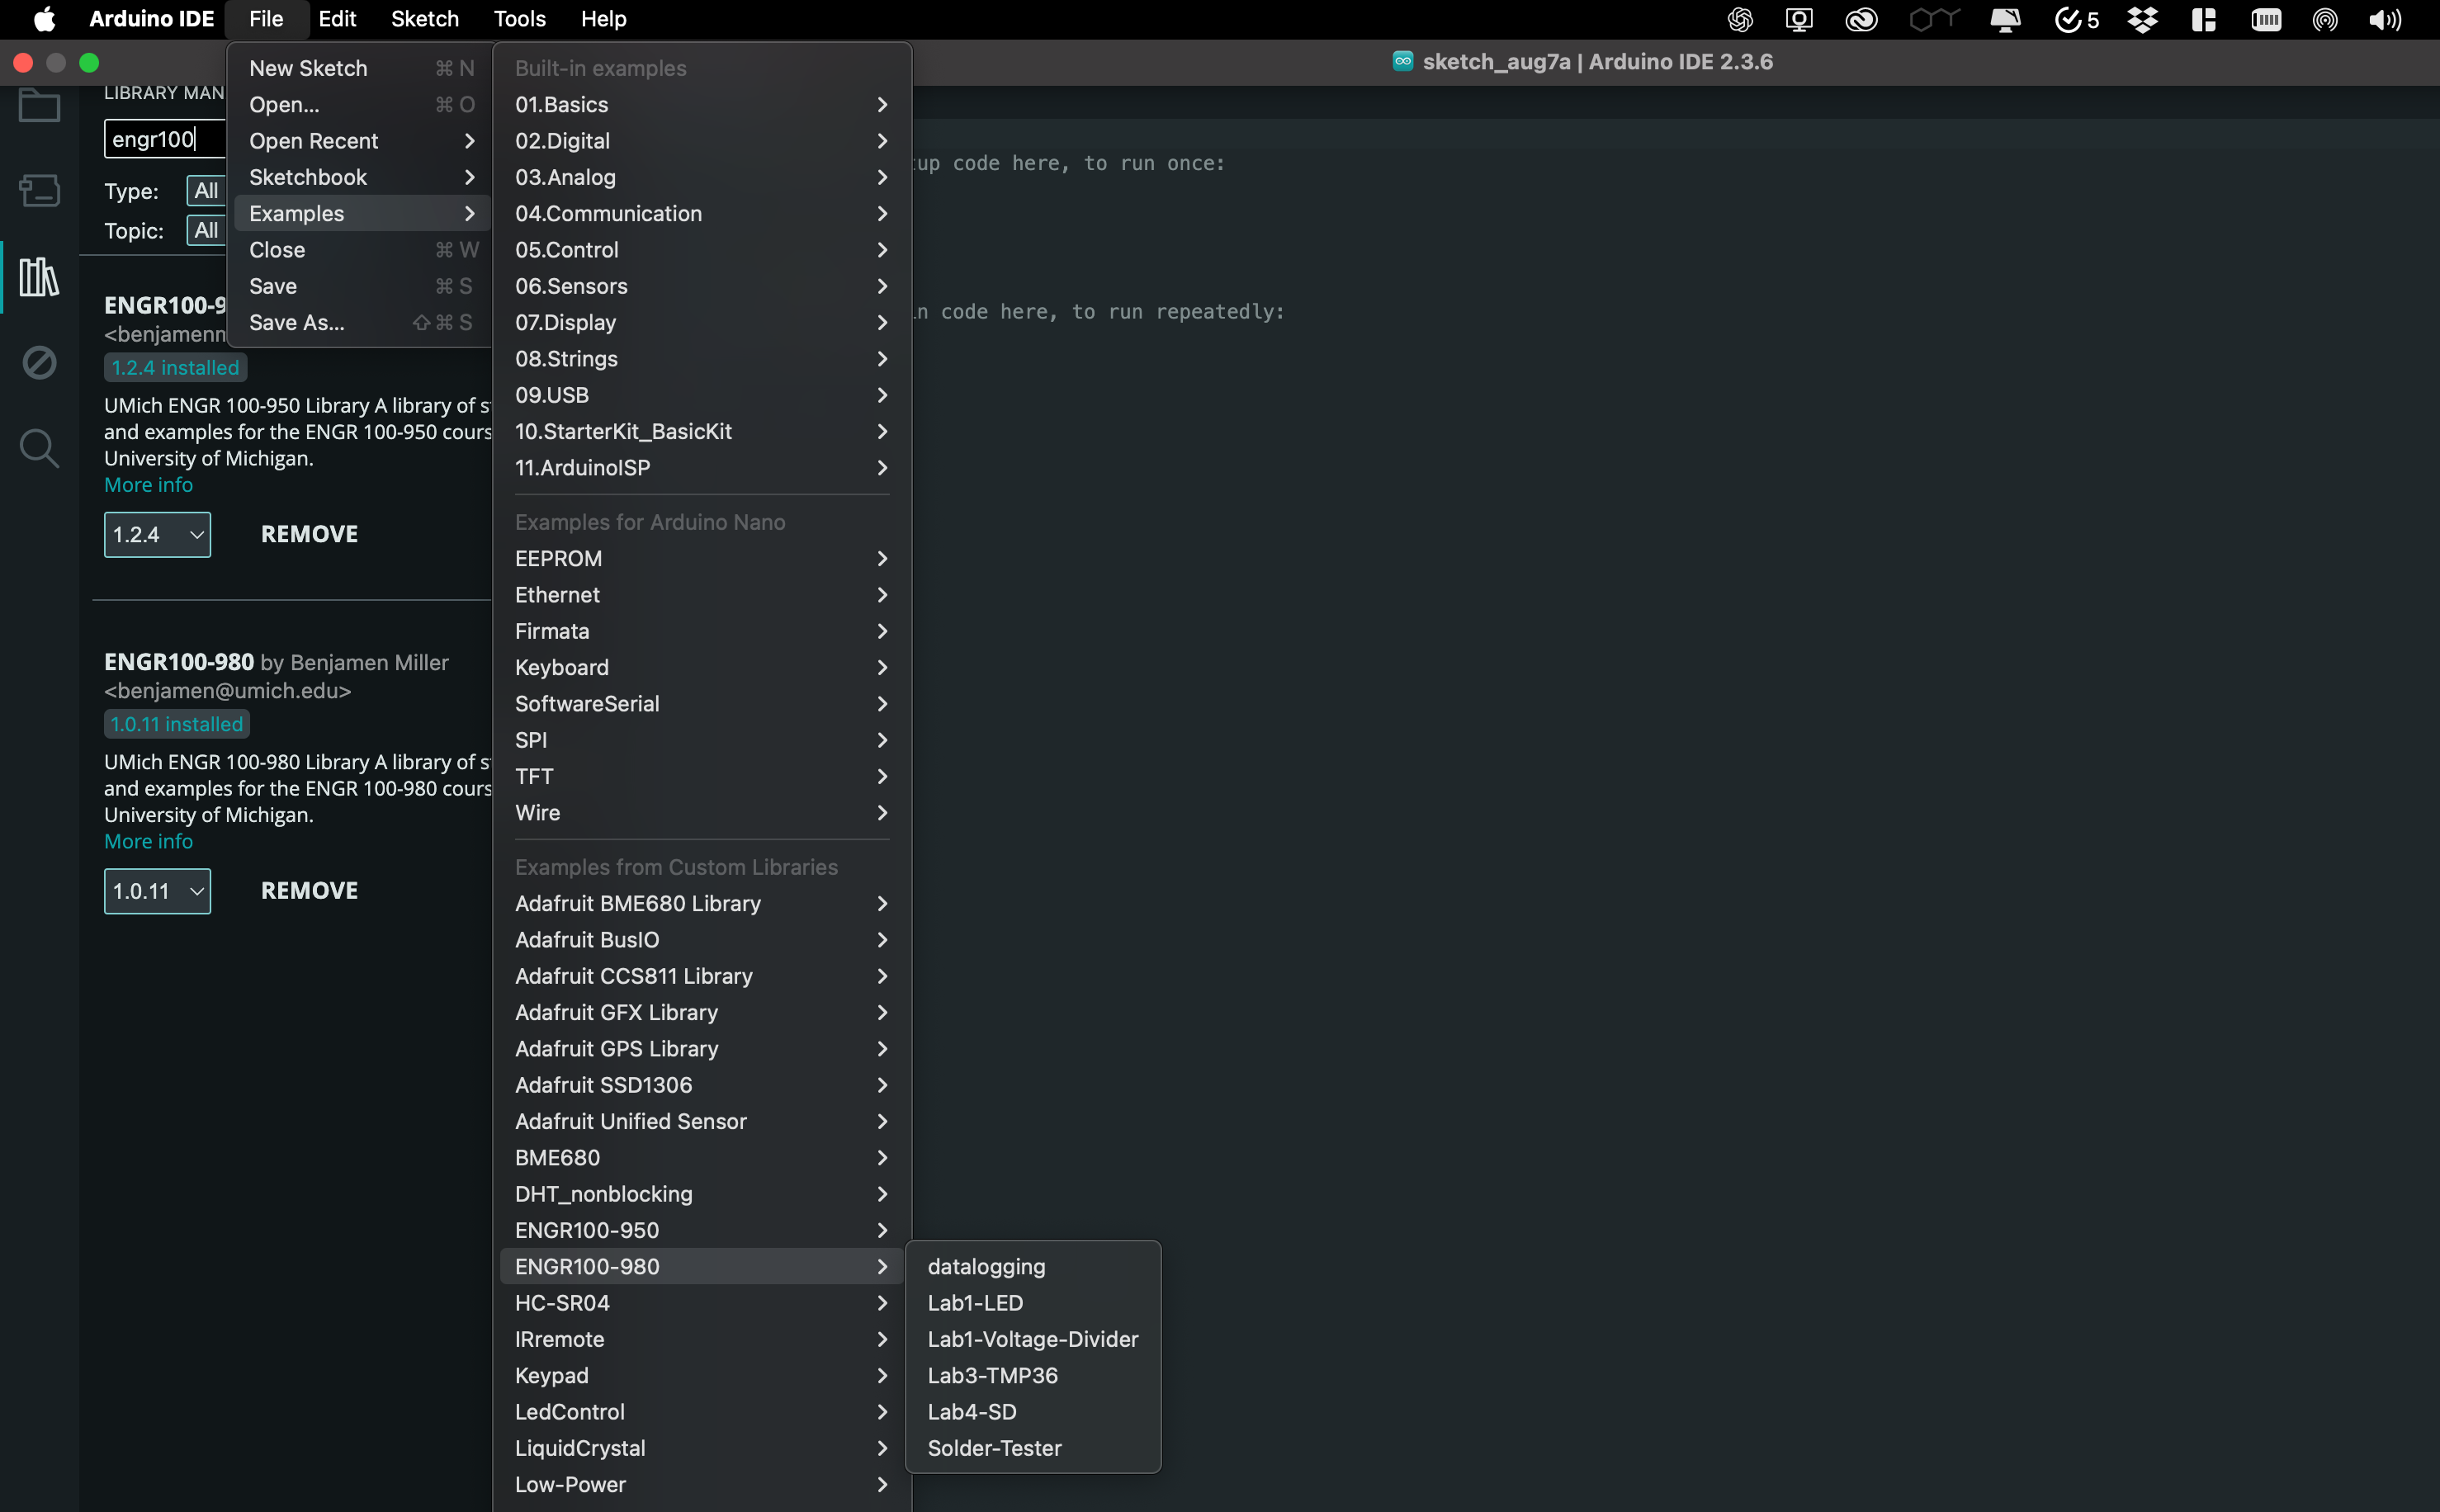 Arduino IDE File Edit Sketch Tools Help
5
sketch_aug7a | Arduino IDE 2.3.6
LIBRARY MAN
engr100
Type: All
Topic: All
ENGR100-9
<benjamenm
1.2.4 installed
UMich ENGR 100-950 Library A library of s
and examples for the ENGR 100-950 cours
University of Michigan.
More info
1.2.4 REMOVE
ENGR100-980 by Benjamen Miller
<benjamen@umich.edu>
1.0.11 installed
UMich ENGR 100-980 Library A library of s
and examples for the ENGR 100-980 cours
University of Michigan.
More info
1.0.11 REMOVE
New Sketch ⌘ N
Open... ⌘ O
Open Recent
Sketchbook
Examples
Close ⌘ W
Save ⌘ S
Save As... ⇧ ⌘ S
Built-in examples
01.Basics
02.Digital
03.Analog
04.Communication
05.Control
06.Sensors
07.Display
08.Strings
09.USB
10.StarterKit_BasicKit
11.ArduinoISP
Examples for Arduino Nano
EEPROM
Ethernet
Firmata
Keyboard
SoftwareSerial
SPI
TFT
Wire
Examples from Custom Libraries
Adafruit BME680 Library
Adafruit BusIO
Adafruit CCS811 Library
Adafruit GFX Library
Adafruit GPS Library
Adafruit SSD1306
Adafruit Unified Sensor
BME680
DHT_nonblocking
ENGR100-950
ENGR100-980
HC-SR04
IRremote
Keypad
LedControl
LiquidCrystal
Low-Power
datalogging
Lab1-LED
Lab1-Voltage-Divider
Lab3-TMP36
Lab4-SD
Solder-Tester
up code here, to run once:
n code here, to run repeatedly: